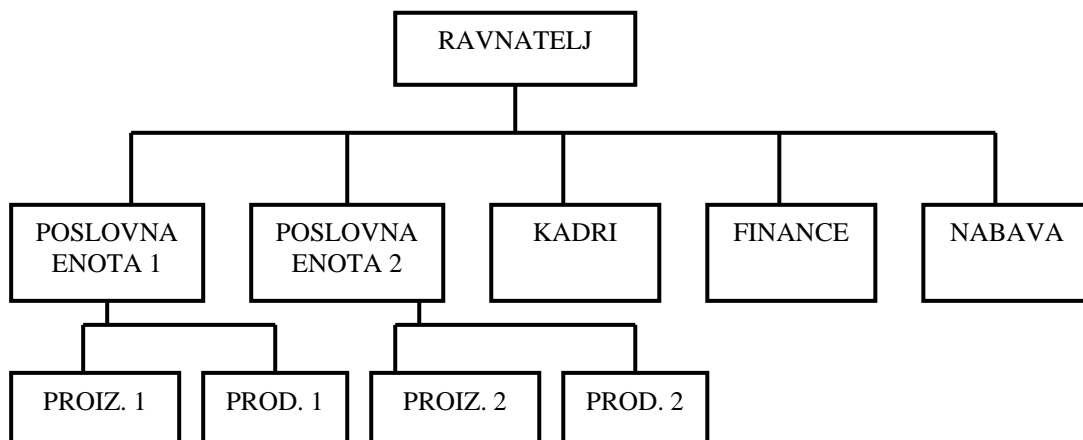 RAVNATELJ
POSLOVNA
ENOTA 1
POSLOVNA
ENOTA 2
KADRI
FINANCE
NABAVA
PROIZ. 1
PROD. 1
PROIZ. 2
PROD. 2